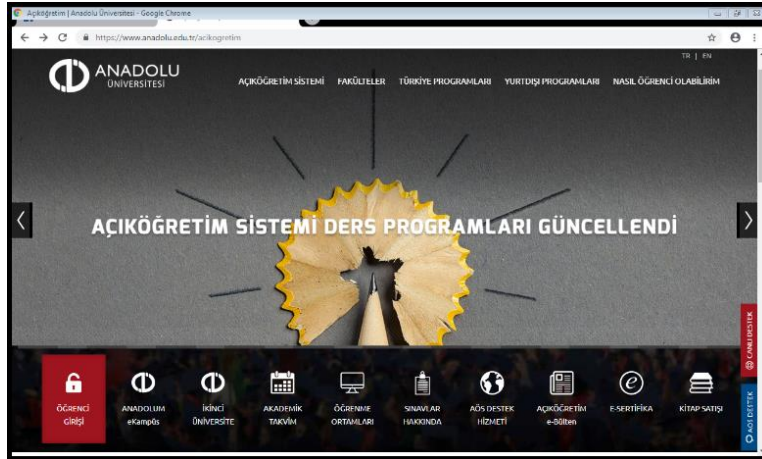 Açıköğretim | Anadolu Üniversitesi - Google Chrome
https://www.anadolu.edu.tr/acikogretim
TR | EN
ANADOLU
ÜNİVERSİTESİ
AÇIKÖĞRETİM SİSTEMİ FAKÜLTELER TÜRKİYE PROGRAMLARI YURTDIŞI PROGRAMLARI NASIL ÖĞRENCİ OLABİLİRİM
AÇIKÖĞRETİM SİSTEMİ DERS PROGRAMLARI GÜNCELLENDİ
CANLI DESTEK
AÖS DESTEK
ÖĞRENCİ
GİRİŞİ
ANADOLUM
eKampüs
İKİNCİ
ÜNİVERSİTE
AKADEMİK
TAKVİM
ÖĞRENME
ORTAMLARI
SINAVLAR
HAKKINDA
AÖS DESTEK
HİZMETİ
AÇIKÖĞRETİM
e-Bülten
E-SERTİFİKA
KİTAP SATIŞI